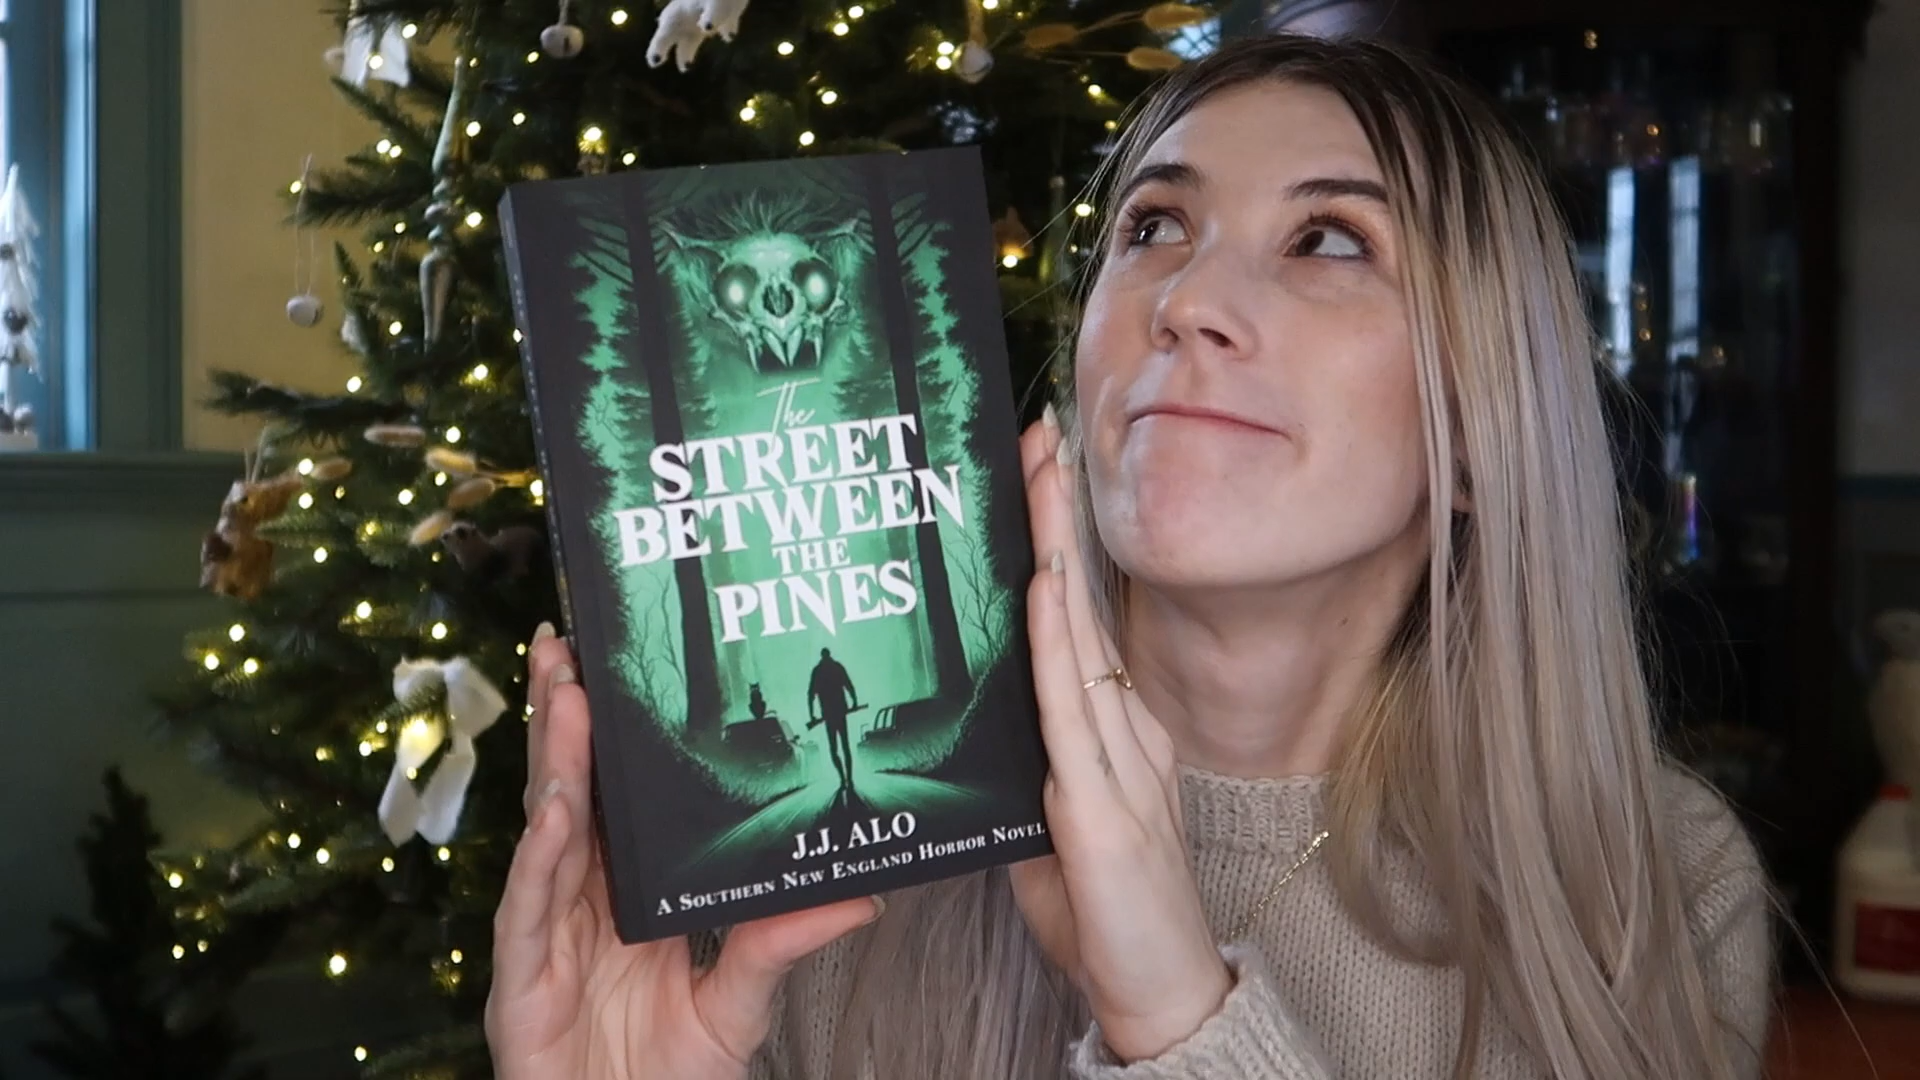 The
STREET
BETWEEN
THE
PINES
J.J. ALO
A SOUTHERN NEW ENGLAND HORROR NOVEL